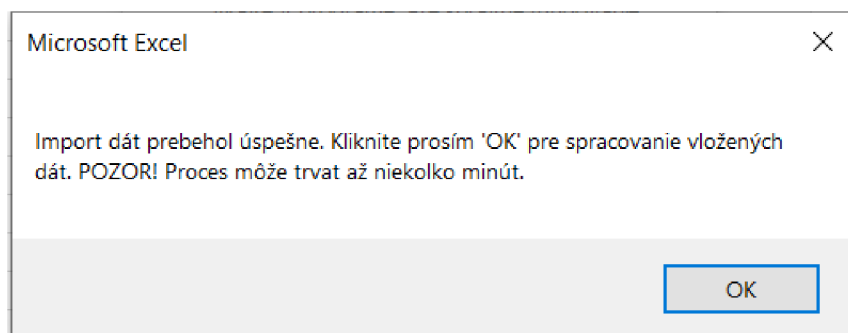 Microsoft Excel
Import dát prebehol úspešne. Kliknite prosím 'OK' pre spracovanie vložených
dát. POZOR! Proces môže trvat až niekolko minút.
OK